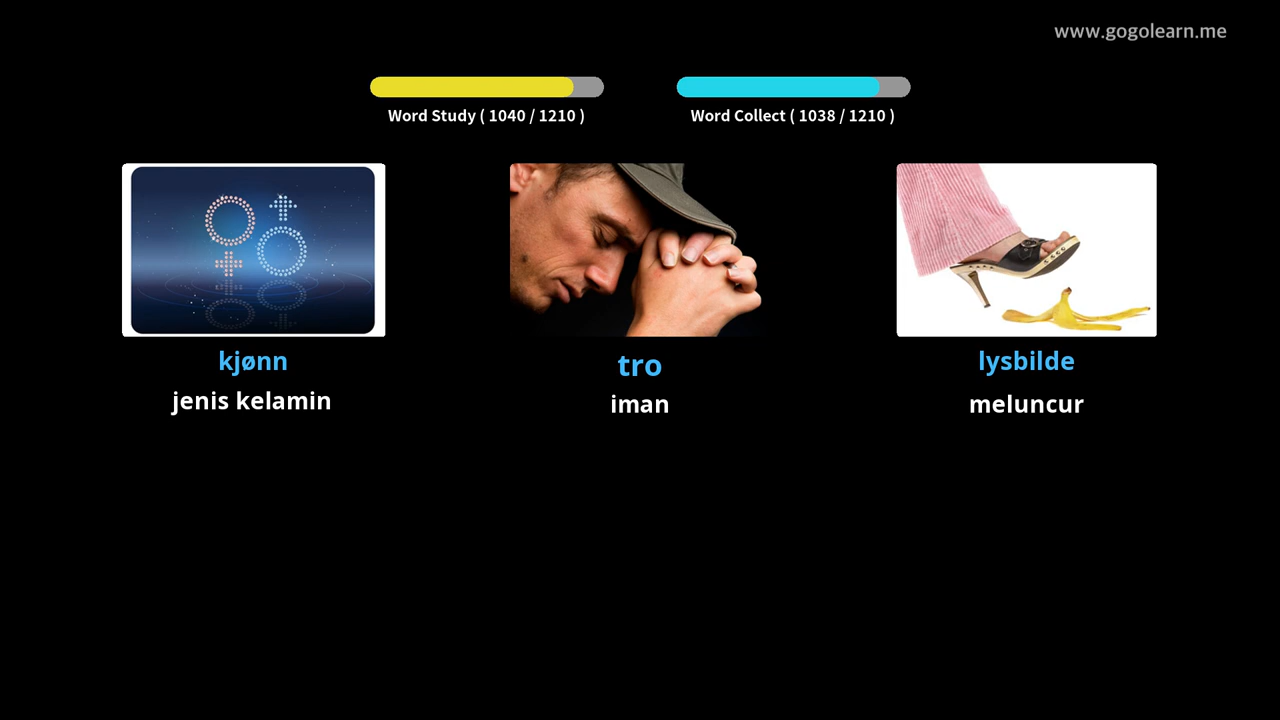 www.gogolearn.me
Word Study ( 1040 / 1210 )
Word Collect ( 1038 / 1210 )
kjønn
jenis kelamin
tro
iman
lysbilde
meluncur